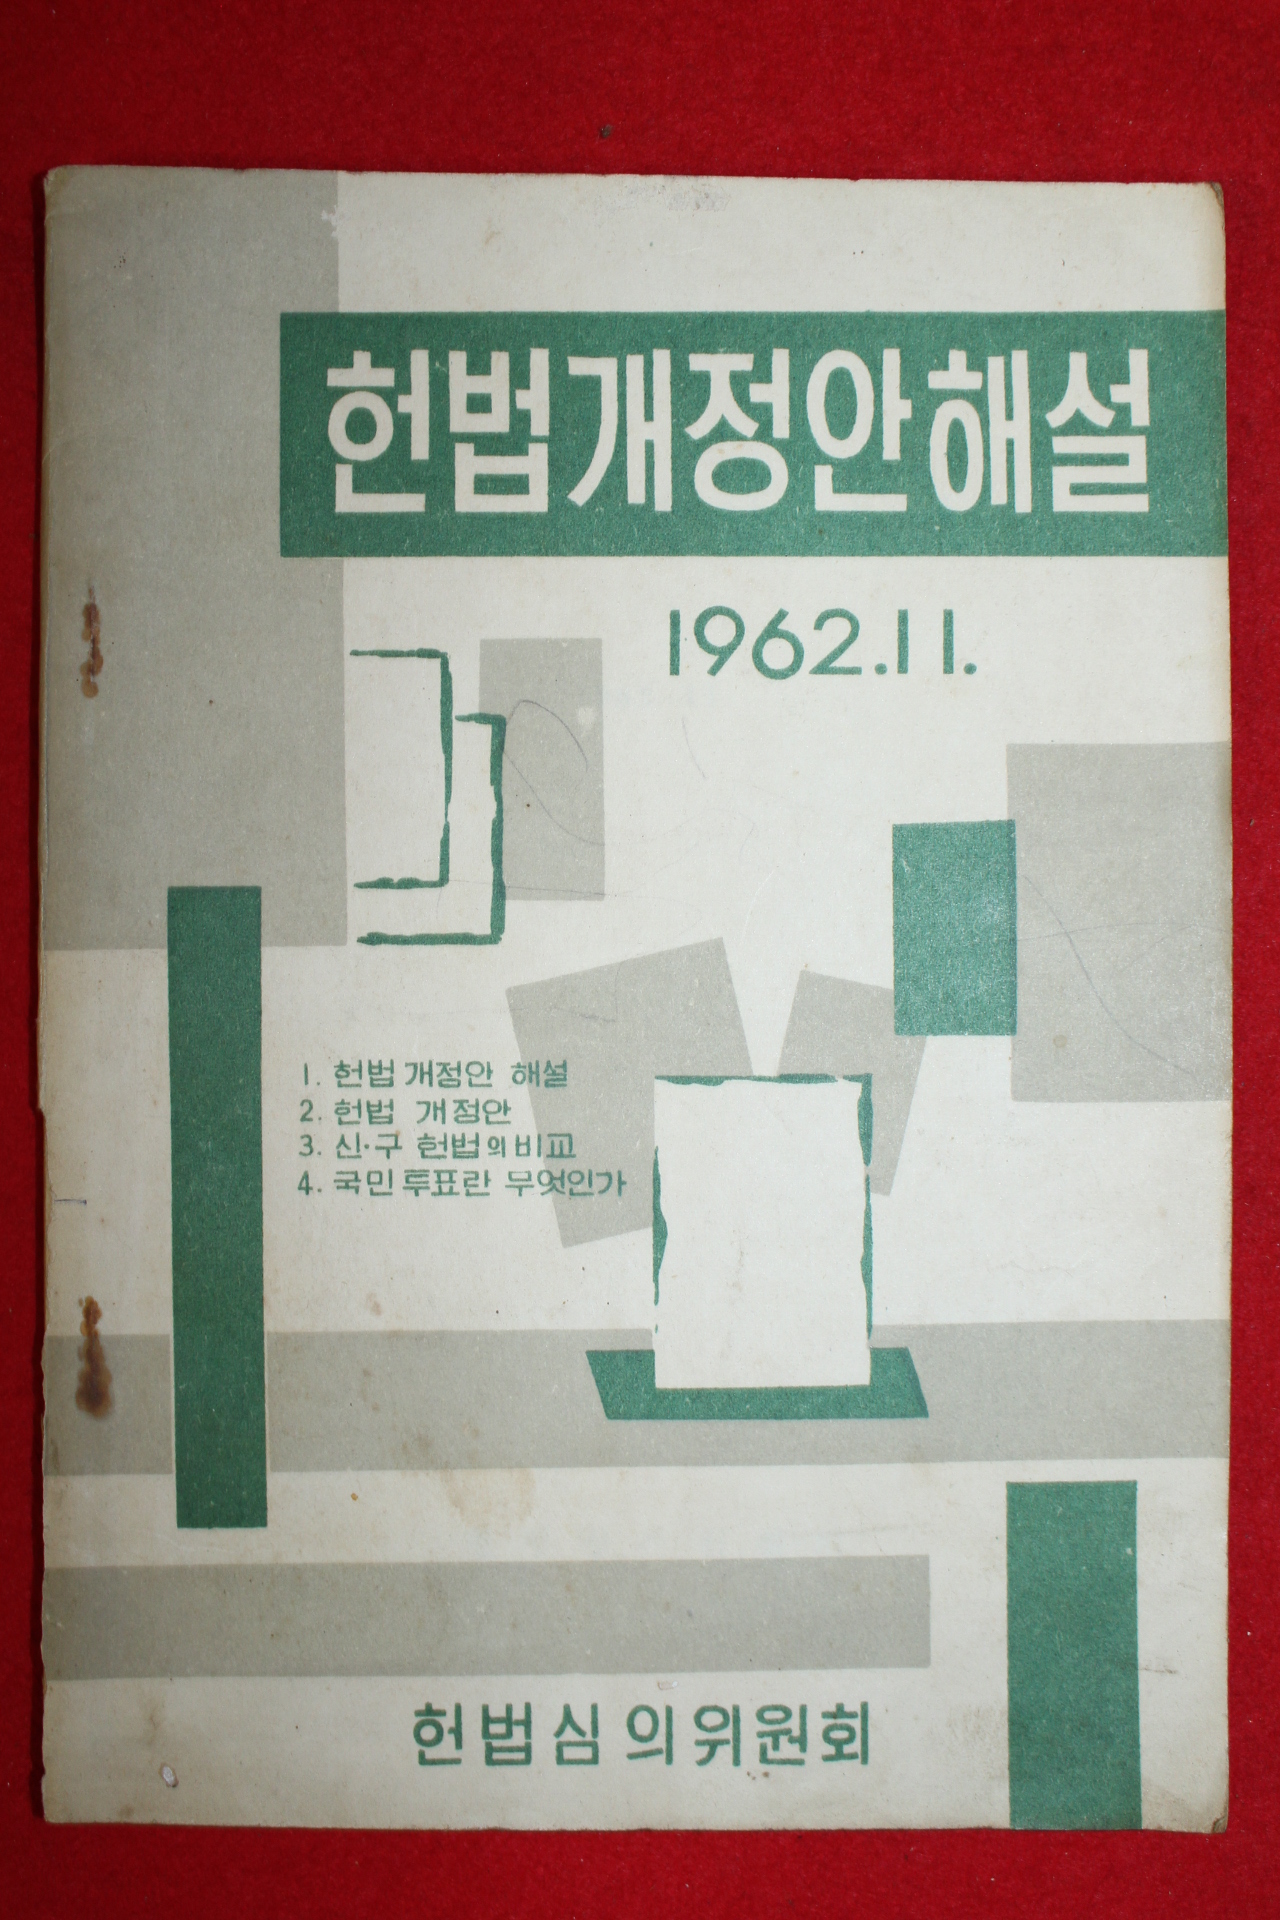 헌법개정안해설
1962.11.
1. 헌법 개정안 해설
2. 헌법 개정안
3. 신·구 헌법의 비교
4. 국민투표란 무엇인가
헌법심의위원회